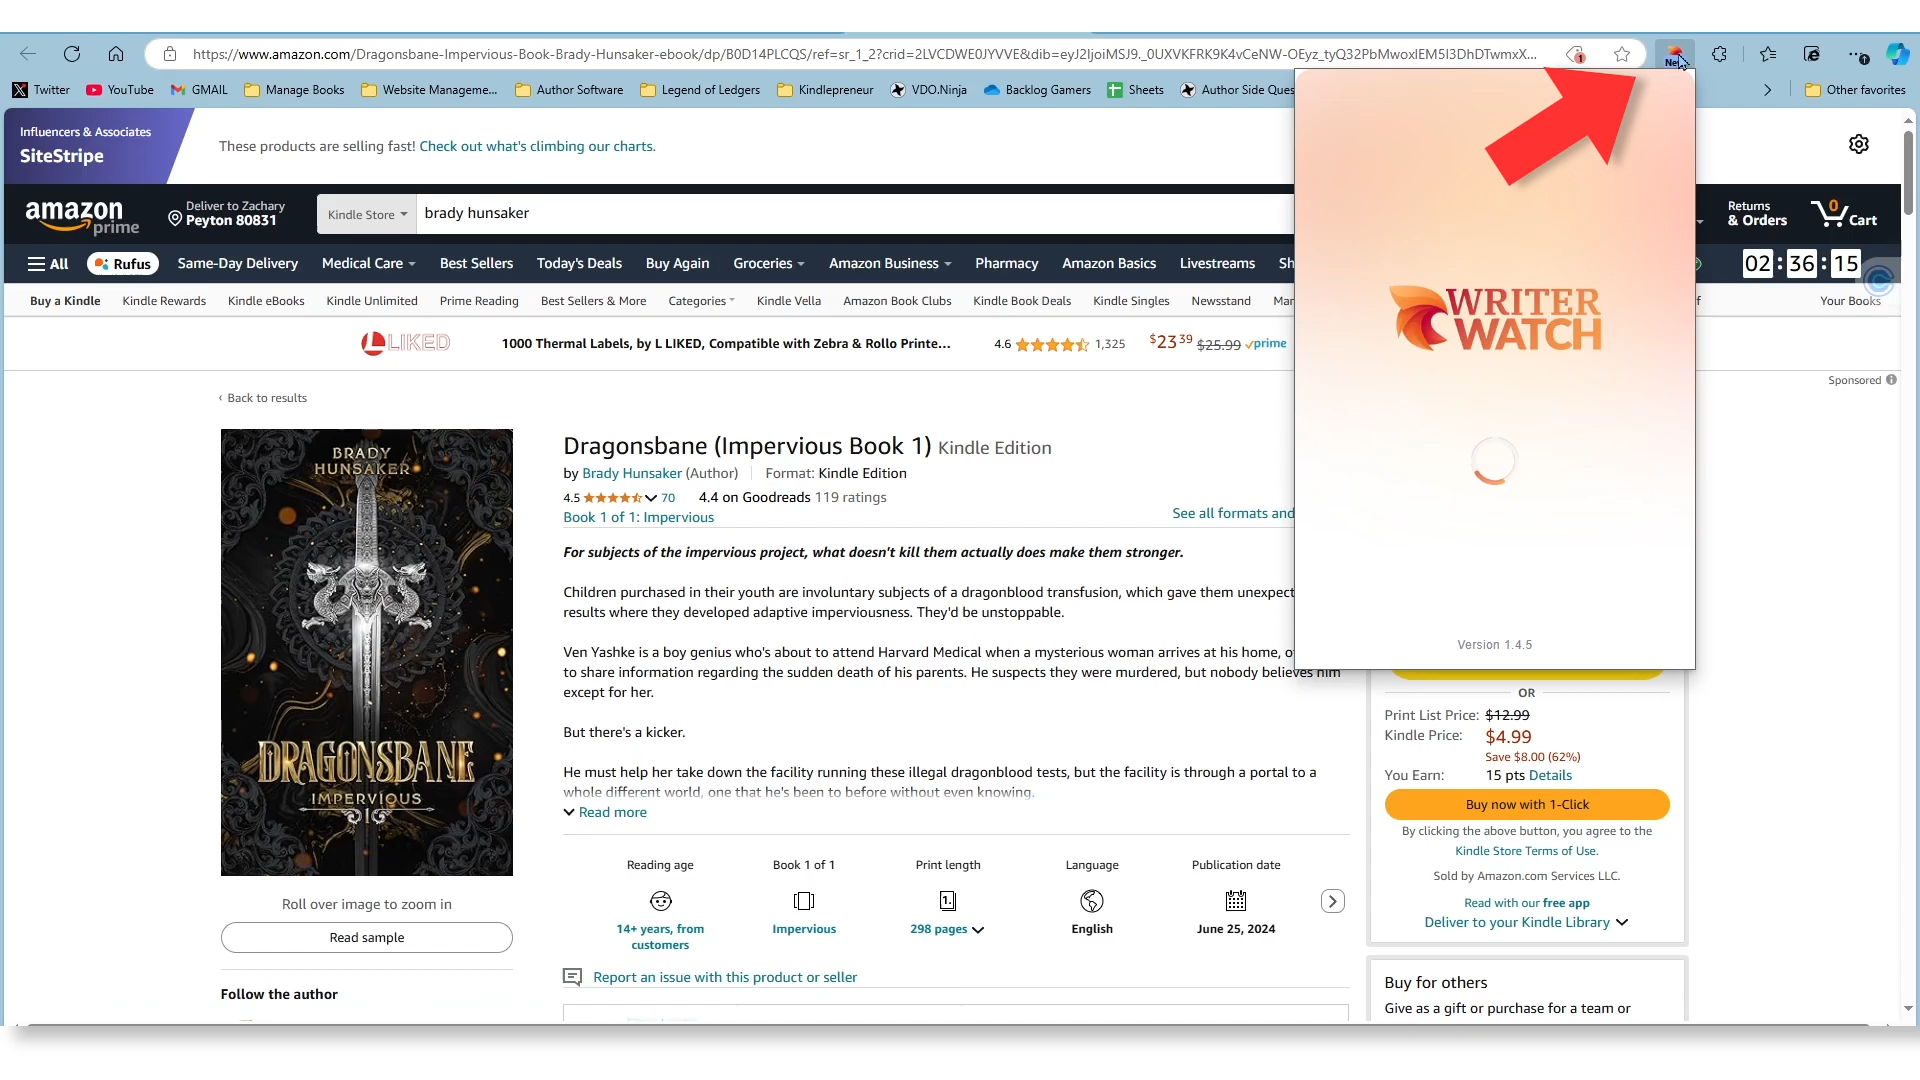 https://www.amazon.com/Dragonsbane-Impervious-Book-Brady-Hunsaker-ebook/dp/B0D14PLCQS/ref=sr_1_2?crid=2LVCDWE0JYVVE&dib=eyJ2IjoiMSJ9._0UXVKFRK9K4vCeNW-OEyz_tyQ32PbMwoxIEM5I3DhDTwmxX...
1
New
Twitter YouTube GMAIL Manage Books Website Manageme... Author Software Legend of Ledgers Kindlepreneur VDO.Ninja Backlog Gamers Sheets Author Side Ques Other favorites
Influencers & Associates
SiteStripe
These products are selling fast! Check out what's climbing our charts.
amazon prime
Deliver to Zachary
Peyton 80831
Kindle Store
brady hunsaker
Returns
& Orders
0
Cart
All Rufus Same-Day Delivery Medical Care Best Sellers Today's Deals Buy Again Groceries Amazon Business Pharmacy Amazon Basics Livestreams Sh
02:36:15
Buy a Kindle Kindle Rewards Kindle eBooks Kindle Unlimited Prime Reading Best Sellers & More Categories Kindle Vella Amazon Book Clubs Kindle Book Deals Kindle Singles Newsstand Man f Your Books
LIKED
1000 Thermal Labels, by L LIKED, Compatible with Zebra & Rollo Printe... 4.6 1,325 $23 39 $25.99 prime
Sponsored
‹ Back to results
WRITER
WATCH
Version 1.4.5
BRADY
HUNSAKER
DRAGONSBANE
IMPERVIOUS
I
Roll over image to zoom in
Read sample
Follow the author
Dragonsbane (Impervious Book 1) Kindle Edition
by Brady Hunsaker (Author) Format: Kindle Edition
4.5 70 4.4 on Goodreads 119 ratings
Book 1 of 1: Impervious
See all formats and
For subjects of the impervious project, what doesn't kill them actually does make them stronger.
Children purchased in their youth are involuntary subjects of a dragonblood transfusion, which gave them unexpect
results where they developed adaptive imperviousness. They'd be unstoppable.
Ven Yashke is a boy genius who's about to attend Harvard Medical when a mysterious woman arrives at his home, o
to share information regarding the sudden death of his parents. He suspects they were murdered, but nobody believes him
except for her.
But there's a kicker.
He must help her take down the facility running these illegal dragonblood tests, but the facility is through a portal to a
whole different world, one that he's been to before without even knowing.
Read more
Reading age Book 1 of 1 Print length Language Publication date
1.
14+ years, from
customers
Impervious
298 pages
English
June 25, 2024
Report an issue with this product or seller
OR
Print List Price: $12.99
Kindle Price: $4.99
Save $8.00 (62%)
You Earn: 15 pts Details
Buy now with 1-Click
By clicking the above button, you agree to the
Kindle Store Terms of Use.
Sold by Amazon.com Services LLC.
Read with our free app
Deliver to your Kindle Library
Buy for others
Give as a gift or purchase for a team or